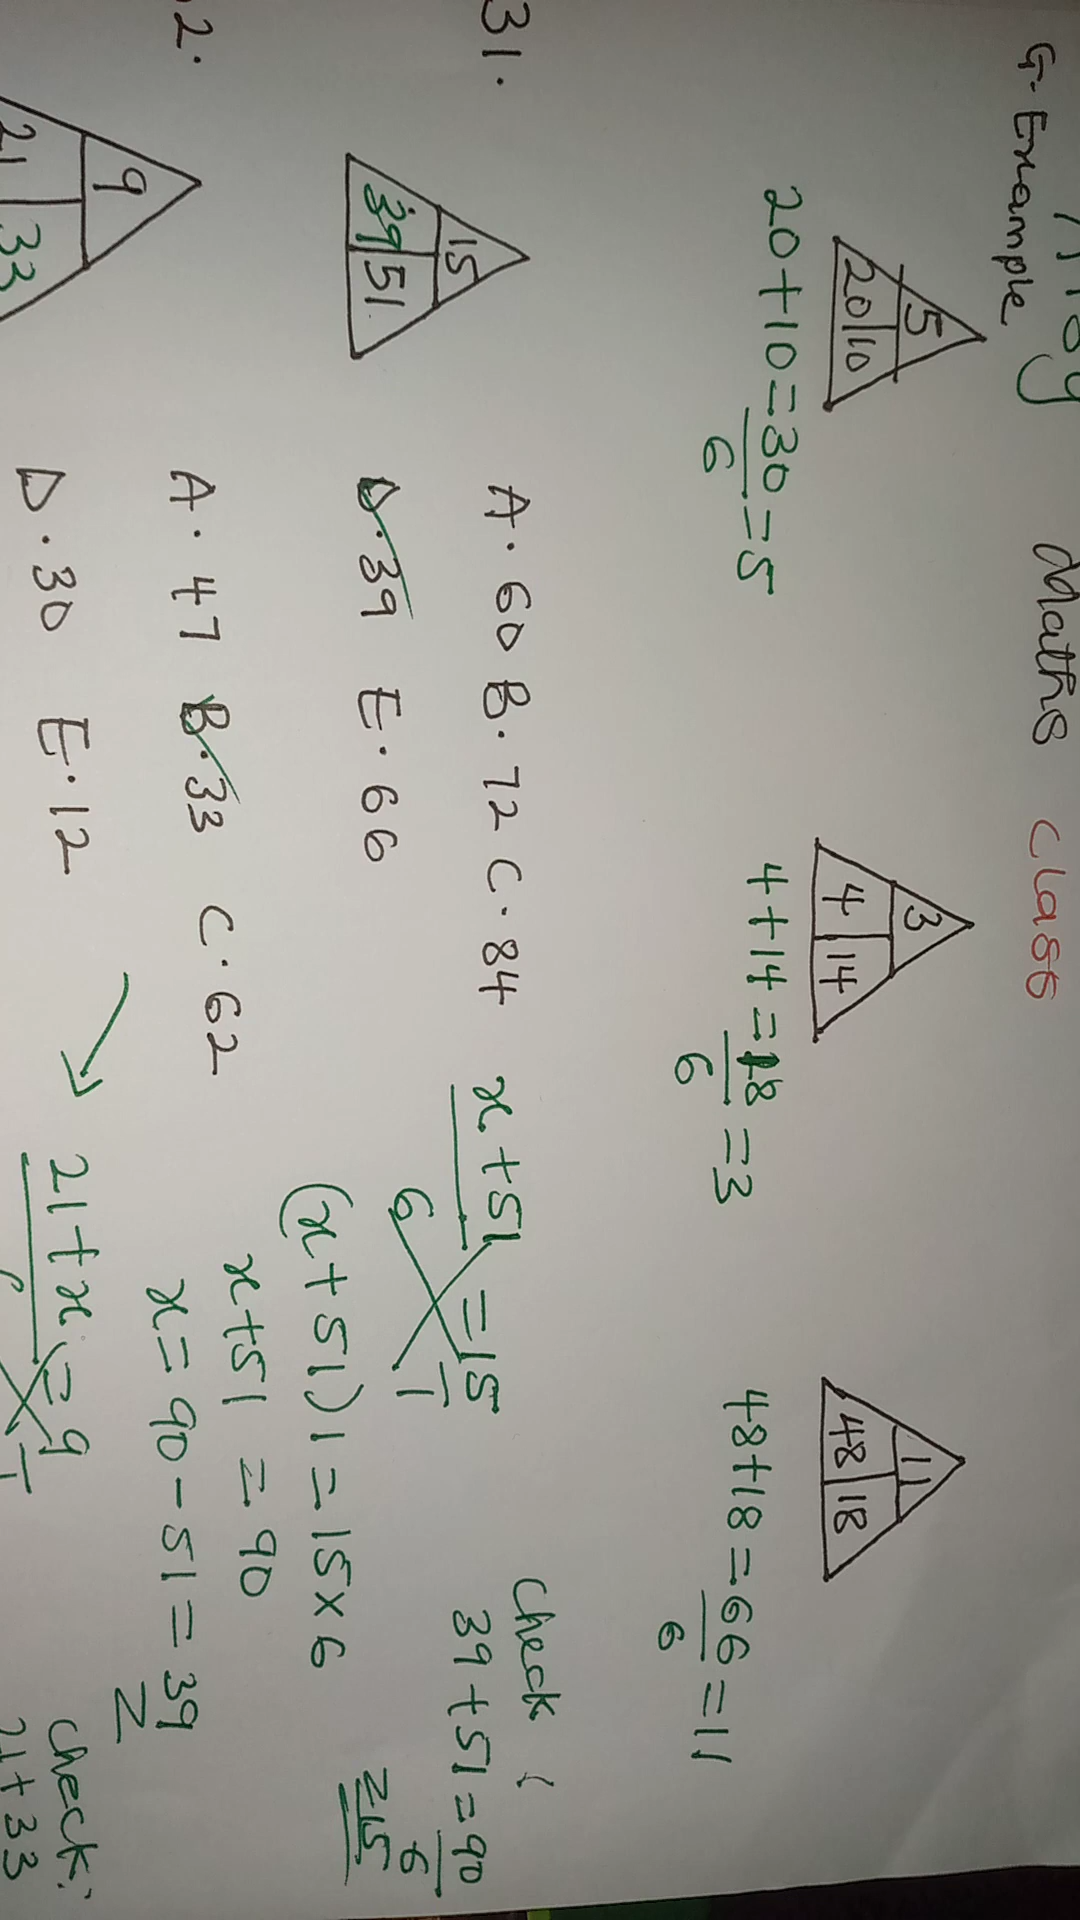 G. Example Maths Class
5 3 11
20 10 4 14 48 18
20+10=30=5 4+14=18=3 48+18=66=11
6 6 6
31.
15
39 51
A. 60 B. 72 C. 84
D. 39 E. 66
x+51=15
6 1
(x+51)1=15×6
x+51=90
x=90-51=39
Check:
39+51=90
6
=15
2.
9
21 33
A. 47 B. 33 C. 62
D. 30 E. 12
21+x=9
1
Check:
21+33